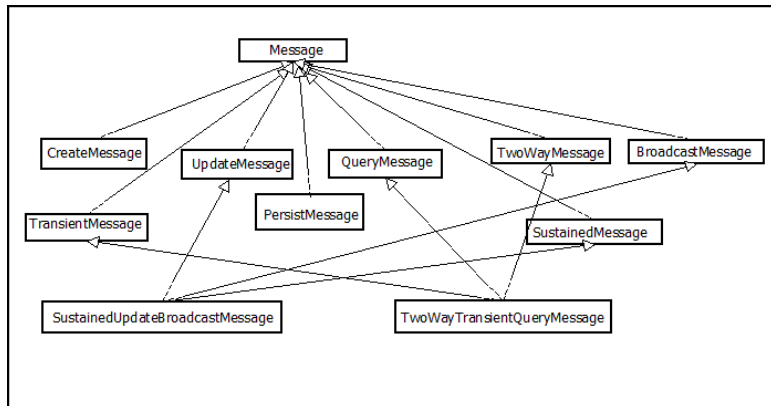 Message
CreateMessage
UpdateMessage
QueryMessage
TwoWayMessage
BroadcastMessage
TransientMessage
PersistMessage
SustainedMessage
SustainedUpdateBroadcastMessage
TwoWayTransientQueryMessage